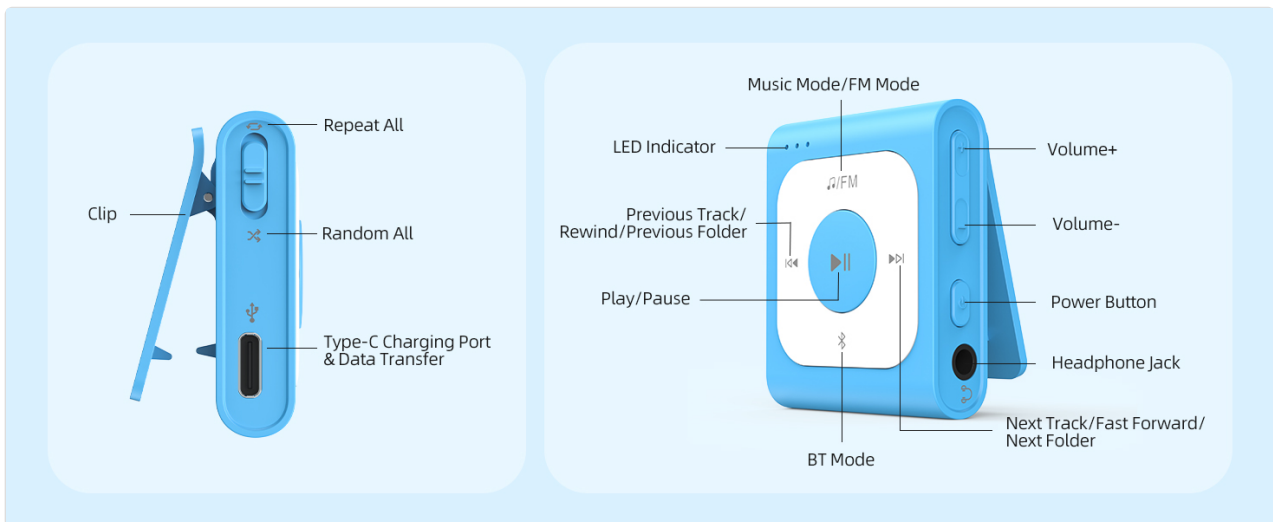 Repeat All
Clip
Random All
Type-C Charging Port
& Data Transfer
Music Mode/FM Mode
LED Indicator
/FM
Previous Track/
Rewind/Previous Folder
Play/Pause
BT Mode
Volume+
Volume-
Power Button
Headphone Jack
Next Track/Fast Forward/
Next Folder